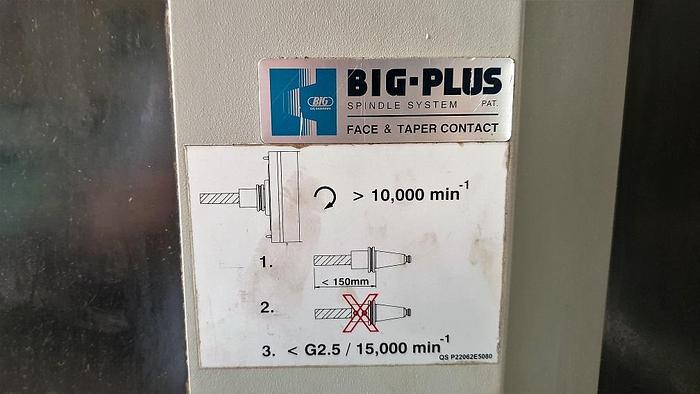 BIG-PLUS
BIG
SPINDLE SYSTEM PAT.
FACE & TAPER CONTACT
> 10,000 min⁻¹
1.
< 150mm
2.
3. < G2.5 / 15,000 min⁻¹
QS P22062E5080